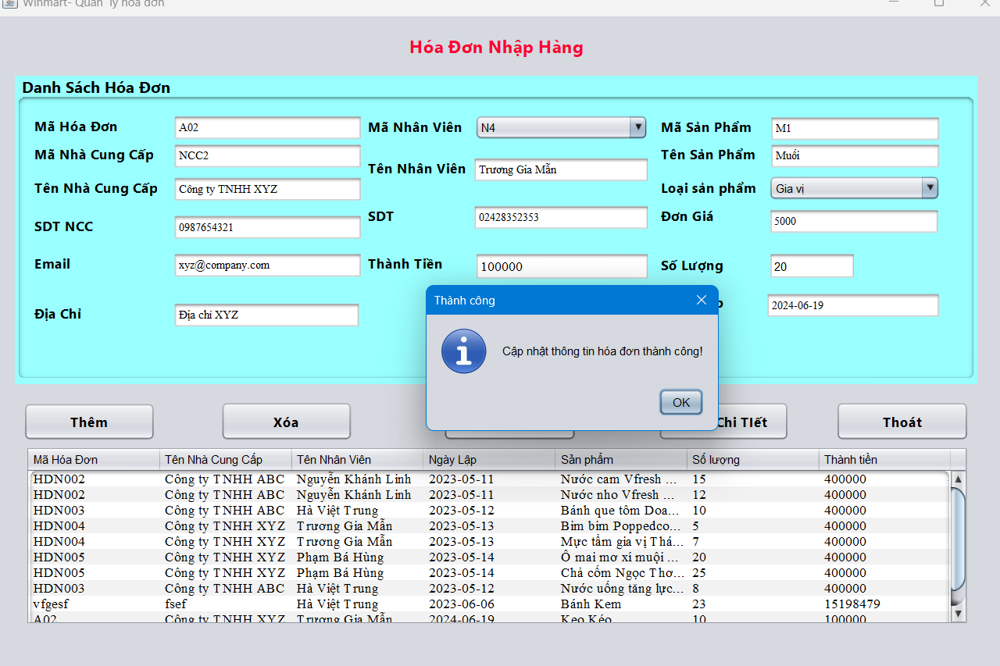 Winmart- Quản lý hóa đơn
Hóa Đơn Nhập Hàng
Danh Sách Hóa Đơn
Mã Hóa Đơn A02 Mã Nhân Viên N4 Mã Sản Phẩm M1
Mã Nhà Cung Cấp NCC2 Tên Sản Phẩm Muối
Tên Nhân Viên Trương Gia Mẫn
Tên Nhà Cung Cấp Công ty TNHH XYZ Loại sản phẩm Gia vị
SDT NCC 0987654321 SDT 02428352353 Đơn Giá 5000
Email xyz@company.com Thành Tiền 100000 Số Lượng 20
Địa Chỉ Địa chỉ XYZ 2024-06-19
Thành công
Cập nhật thông tin hóa đơn thành công!
OK
Thêm Xóa Chi TIết Thoát
Mã Hóa Đơn Tên Nhà Cung Cấp Tên Nhân Viên Ngày Lập Sản phẩm Số lượng Thành tiền
HDN002 Công ty TNHH ABC Nguyễn Khánh Linh 2023-05-11 Nước cam Vfresh ... 15 400000
HDN002 Công ty TNHH ABC Nguyễn Khánh Linh 2023-05-11 Nước nho Vfresh ... 12 400000
HDN003 Công ty TNHH ABC Hà Việt Trung 2023-05-12 Bánh que tôm Doa... 10 400000
HDN004 Công ty TNHH XYZ Trương Gia Mẫn 2023-05-13 Bim bim Poppedco... 5 400000
HDN004 Công ty TNHH XYZ Trương Gia Mẫn 2023-05-13 Mực tẩm gia vị Thá... 7 400000
HDN005 Công ty TNHH XYZ Phạm Bá Hùng 2023-05-14 Ô mai mơ xí muội ... 20 400000
HDN005 Công ty TNHH XYZ Phạm Bá Hùng 2023-05-14 Chả cốm Ngọc Thơ... 25 400000
HDN003 Công ty TNHH ABC Hà Việt Trung 2023-05-12 Nước uống tăng lực... 8 400000
vfgesf fsef Hà Việt Trung 2023-06-06 Bánh Kem 23 15198479
A02 Công ty TNHH XYZ Trương Gia Mẫn 2024-06-19 Kẹo Kéo 10 100000